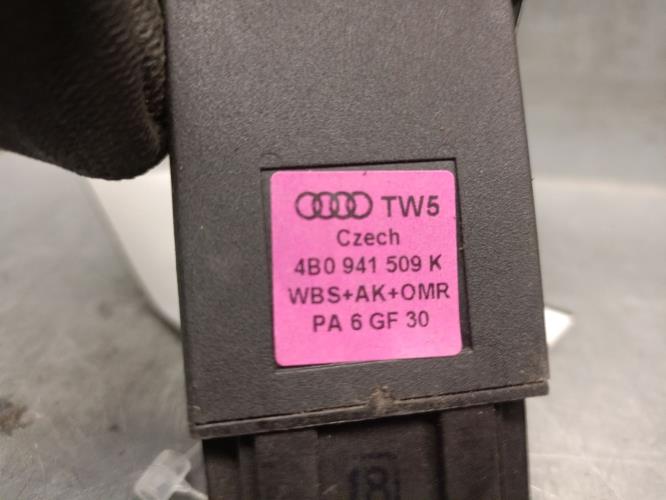 TW5
Czech
4B0 941 509 K
WBS+AK+OMR
PA 6 GF 30